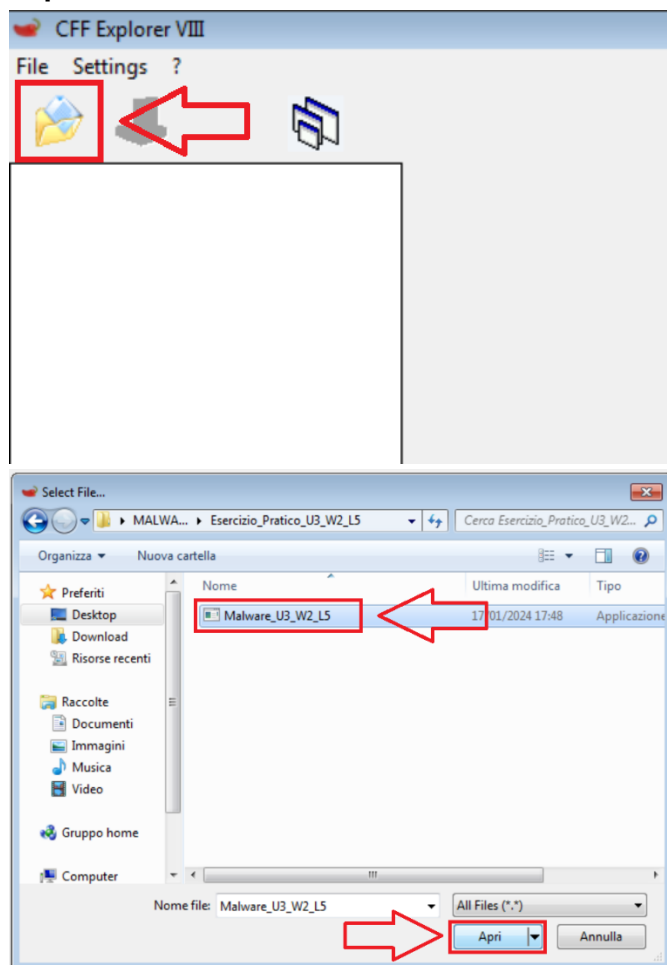 CFF Explorer VIII
File Settings ?
Select File...
MALWA... Esercizio_Pratico_U3_W2_L5 Cerca Esercizio_Pratico_U3_W2...
Organizza Nuova cartella
Nome Ultima modifica Tipo
Preferiti
Desktop
Malware_U3_W2_L5 17/01/2024 17:48 Applicazione
Download
Risorse recenti
Raccolte
Documenti
Immagini
Musica
Video
Gruppo home
Computer
Nome file: Malware_U3_W2_L5 All Files (*.*)
Apri Annulla